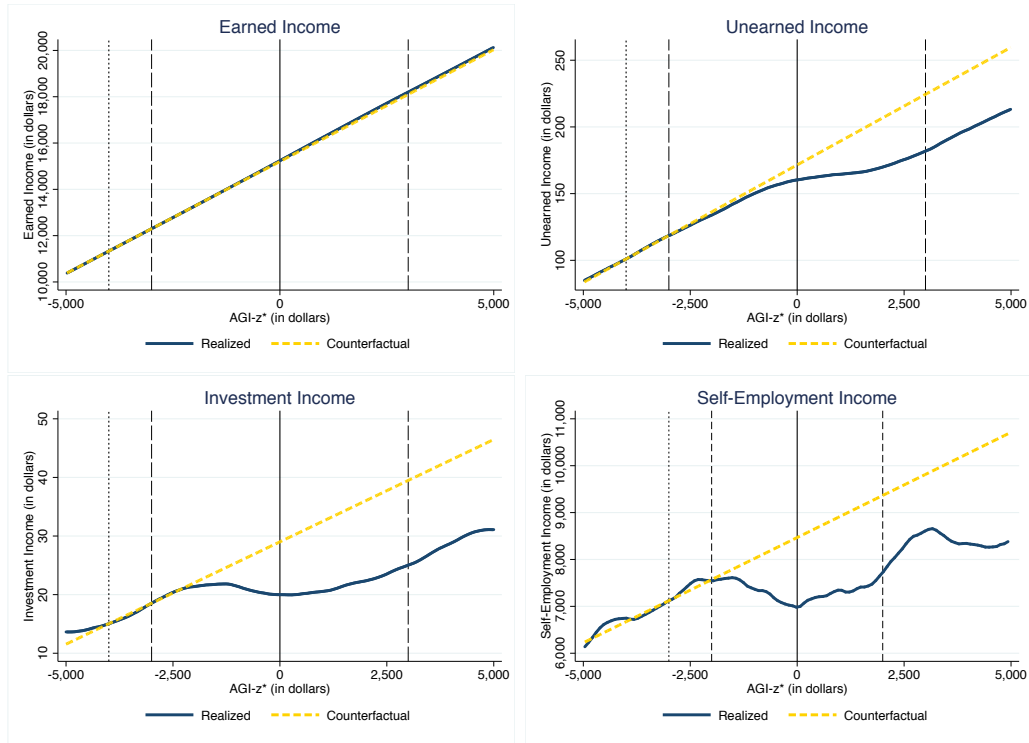 Earned Income
Earned Income (in dollars)
20,000
18,000
16,000
14,000
12,000
10,000
-5,000 0 5,000
AGI-z* (in dollars)
Realized Counterfactual
Unearned Income
Unearned Income (in dollars)
250
200
150
100
-5,000 -2,500 0 2,500 5,000
AGI-z* (in dollars)
Realized Counterfactual
Investment Income
Investment Income (in dollars)
50
40
30
20
10
-5,000 -2,500 0 2,500 5,000
AGI-z* (in dollars)
Realized Counterfactual
Self-Employment Income
Self-Employment Income (in dollars)
11,000
10,000
9,000
8,000
7,000
6,000
-5,000 -2,500 0 2,500 5,000
AGI-z* (in dollars)
Realized Counterfactual